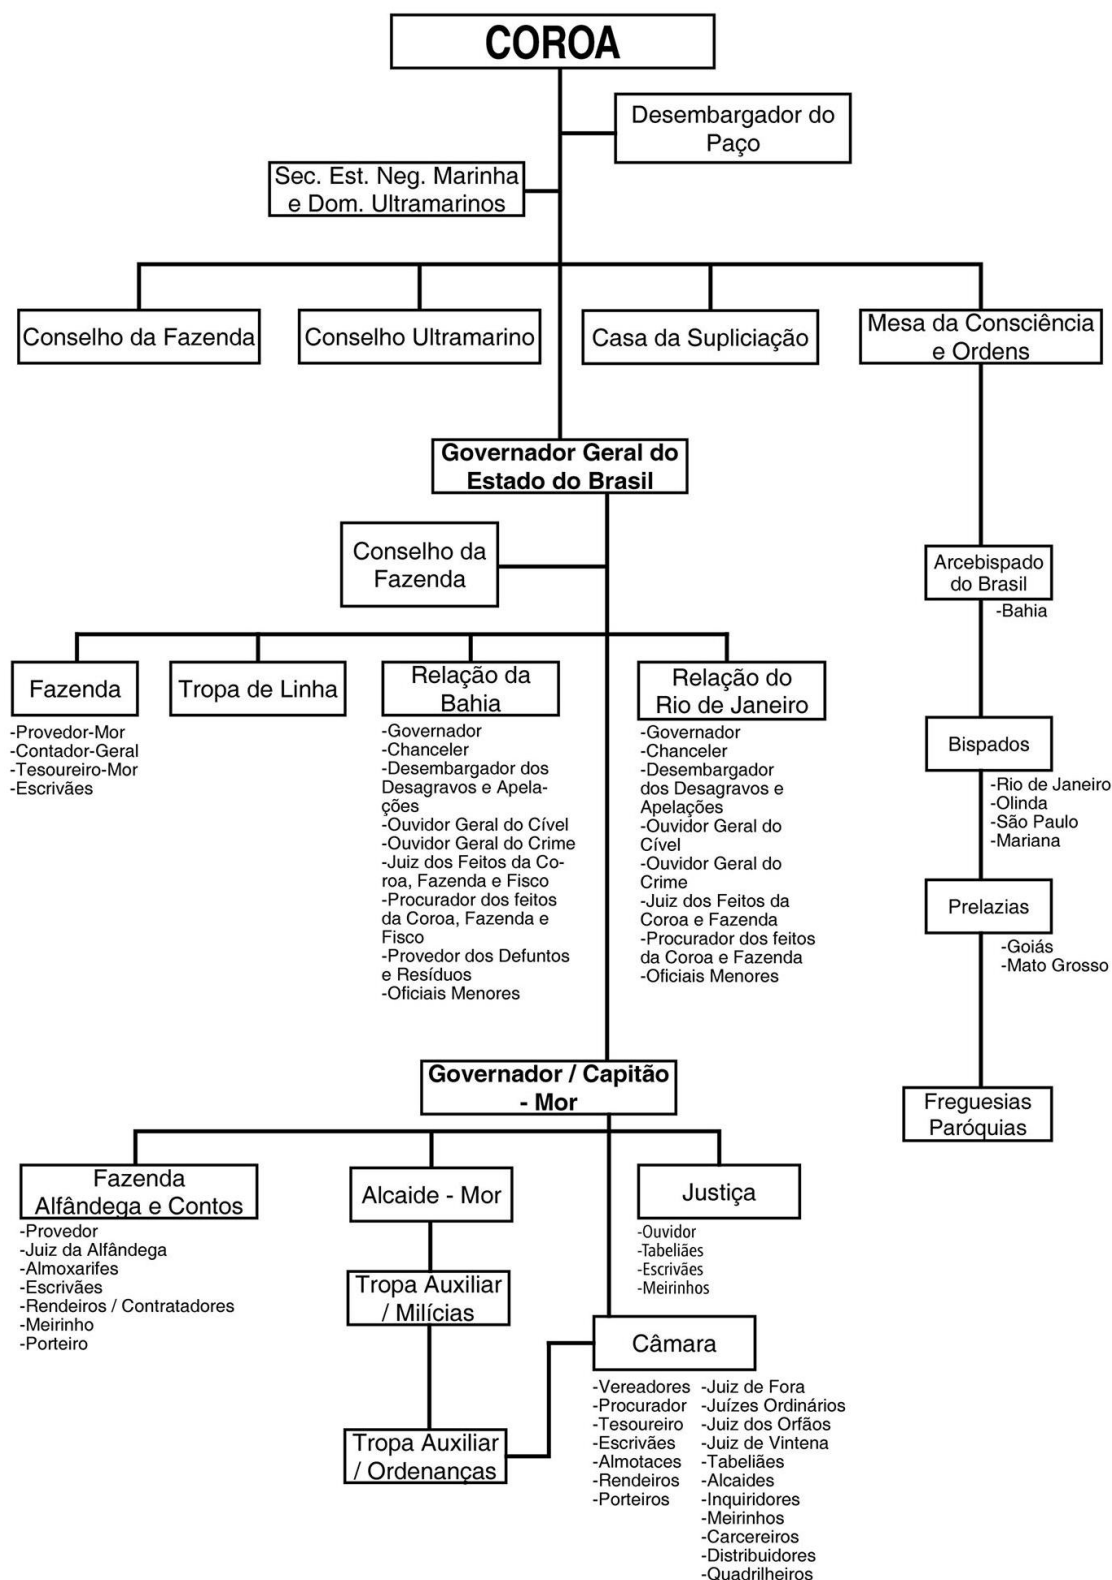 COROA
Desembargador do
Paço
Sec. Est. Neg. Marinha
e Dom. Ultramarinos
Conselho da Fazenda
Conselho Ultramarino
Casa da Supliciação
Mesa da Consciência
e Ordens
Governador Geral do
Estado do Brasil
Conselho da
Fazenda
Arcebispado
do Brasil
-Bahia
Fazenda
-Provedor-Mor
-Contador-Geral
-Tesoureiro-Mor
-Escrivães
Tropa de Linha
Relação da
Bahia
-Governador
-Chanceler
-Desembargador dos
Desagravos e Apela-
ções
-Ouvidor Geral do Cível
-Ouvidor Geral do Crime
-Juiz dos Feitos da Co-
roa, Fazenda e Fisco
-Procurador dos feitos
da Coroa, Fazenda e
Fisco
-Provedor dos Defuntos
e Resíduos
-Oficiais Menores
Relação do
Rio de Janeiro
-Governador
-Chanceler
-Desembargador
dos Desagravos e
Apelações
-Ouvidor Geral do
Cível
-Ouvidor Geral do
Crime
-Juiz dos Feitos da
Coroa e Fazenda
-Procurador dos feitos
da Coroa e Fazenda
-Oficiais Menores
Bispados
-Rio de Janeiro
-Olinda
-São Paulo
-Mariana
Prelazias
-Goiás
-Mato Grosso
Freguesias
Paróquias
Governador / Capitão
- Mor
Fazenda
Alfândega e Contos
-Provedor
-Juiz da Alfândega
-Almoxarifes
-Escrivães
-Rendeiros / Contratadores
-Meirinho
-Porteiro
Alcaide - Mor
Tropa Auxiliar
/ Milícias
Tropa Auxiliar
/ Ordenanças
Justiça
-Ouvidor
-Tabeliães
-Escrivães
-Meirinhos
Câmara
-Vereadores
-Procurador
-Tesoureiro
-Escrivães
-Almotaces
-Rendeiros
-Porteiros
-Juiz de Fora
-Juízes Ordinários
-Juiz dos Orfãos
-Juiz de Vintena
-Tabeliães
-Alcaides
-Inquiridores
-Meirinhos
-Carcereiros
-Distribuidores
-Quadrilheiros